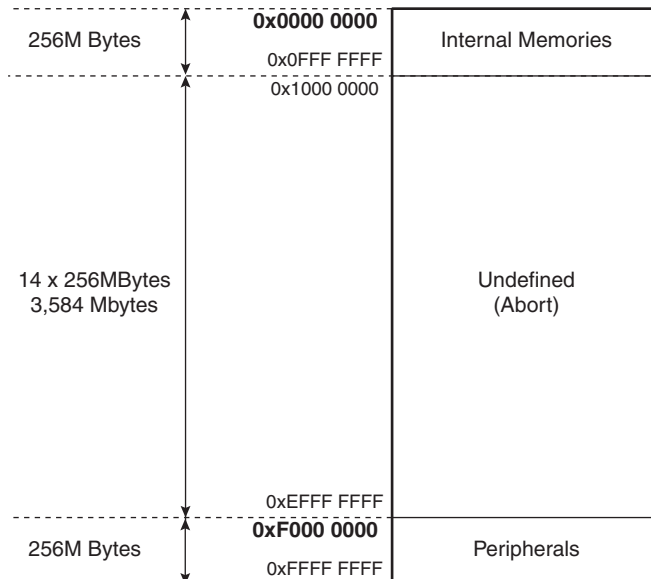 256M Bytes
0x0000 0000
0x0FFF FFFF
Internal Memories
0x1000 0000
14 x 256MBytes
3,584 Mbytes
Undefined
(Abort)
0xEFFF FFFF
256M Bytes
0xF000 0000
0xFFFF FFFF
Peripherals